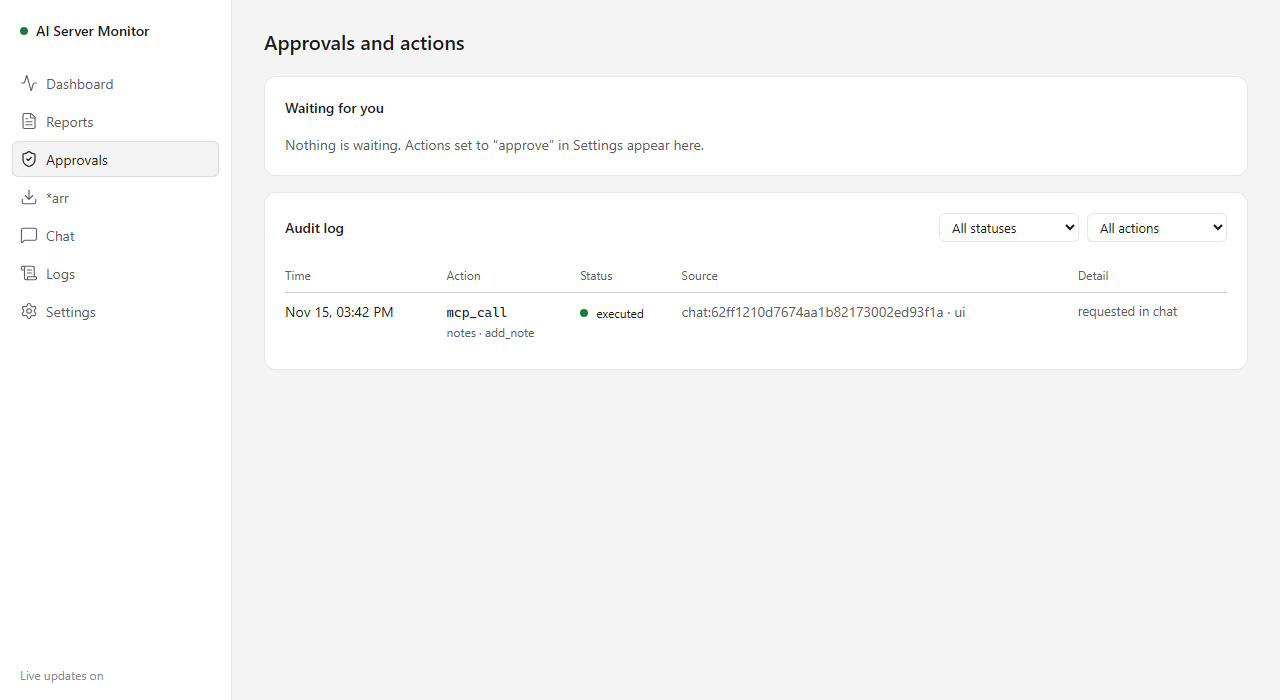 AI Server Monitor
Dashboard
Reports
Approvals
*arr
Chat
Logs
Settings
Live updates on
Approvals and actions
Waiting for you
Nothing is waiting. Actions set to “approve” in Settings appear here.
Audit log
All statuses All actions
Time Action Status Source Detail
Nov 15, 03:42 PM mcp_call executed chat:62ff1210d7674aa1b82173002ed93f1a · ui requested in chat
notes · add_note